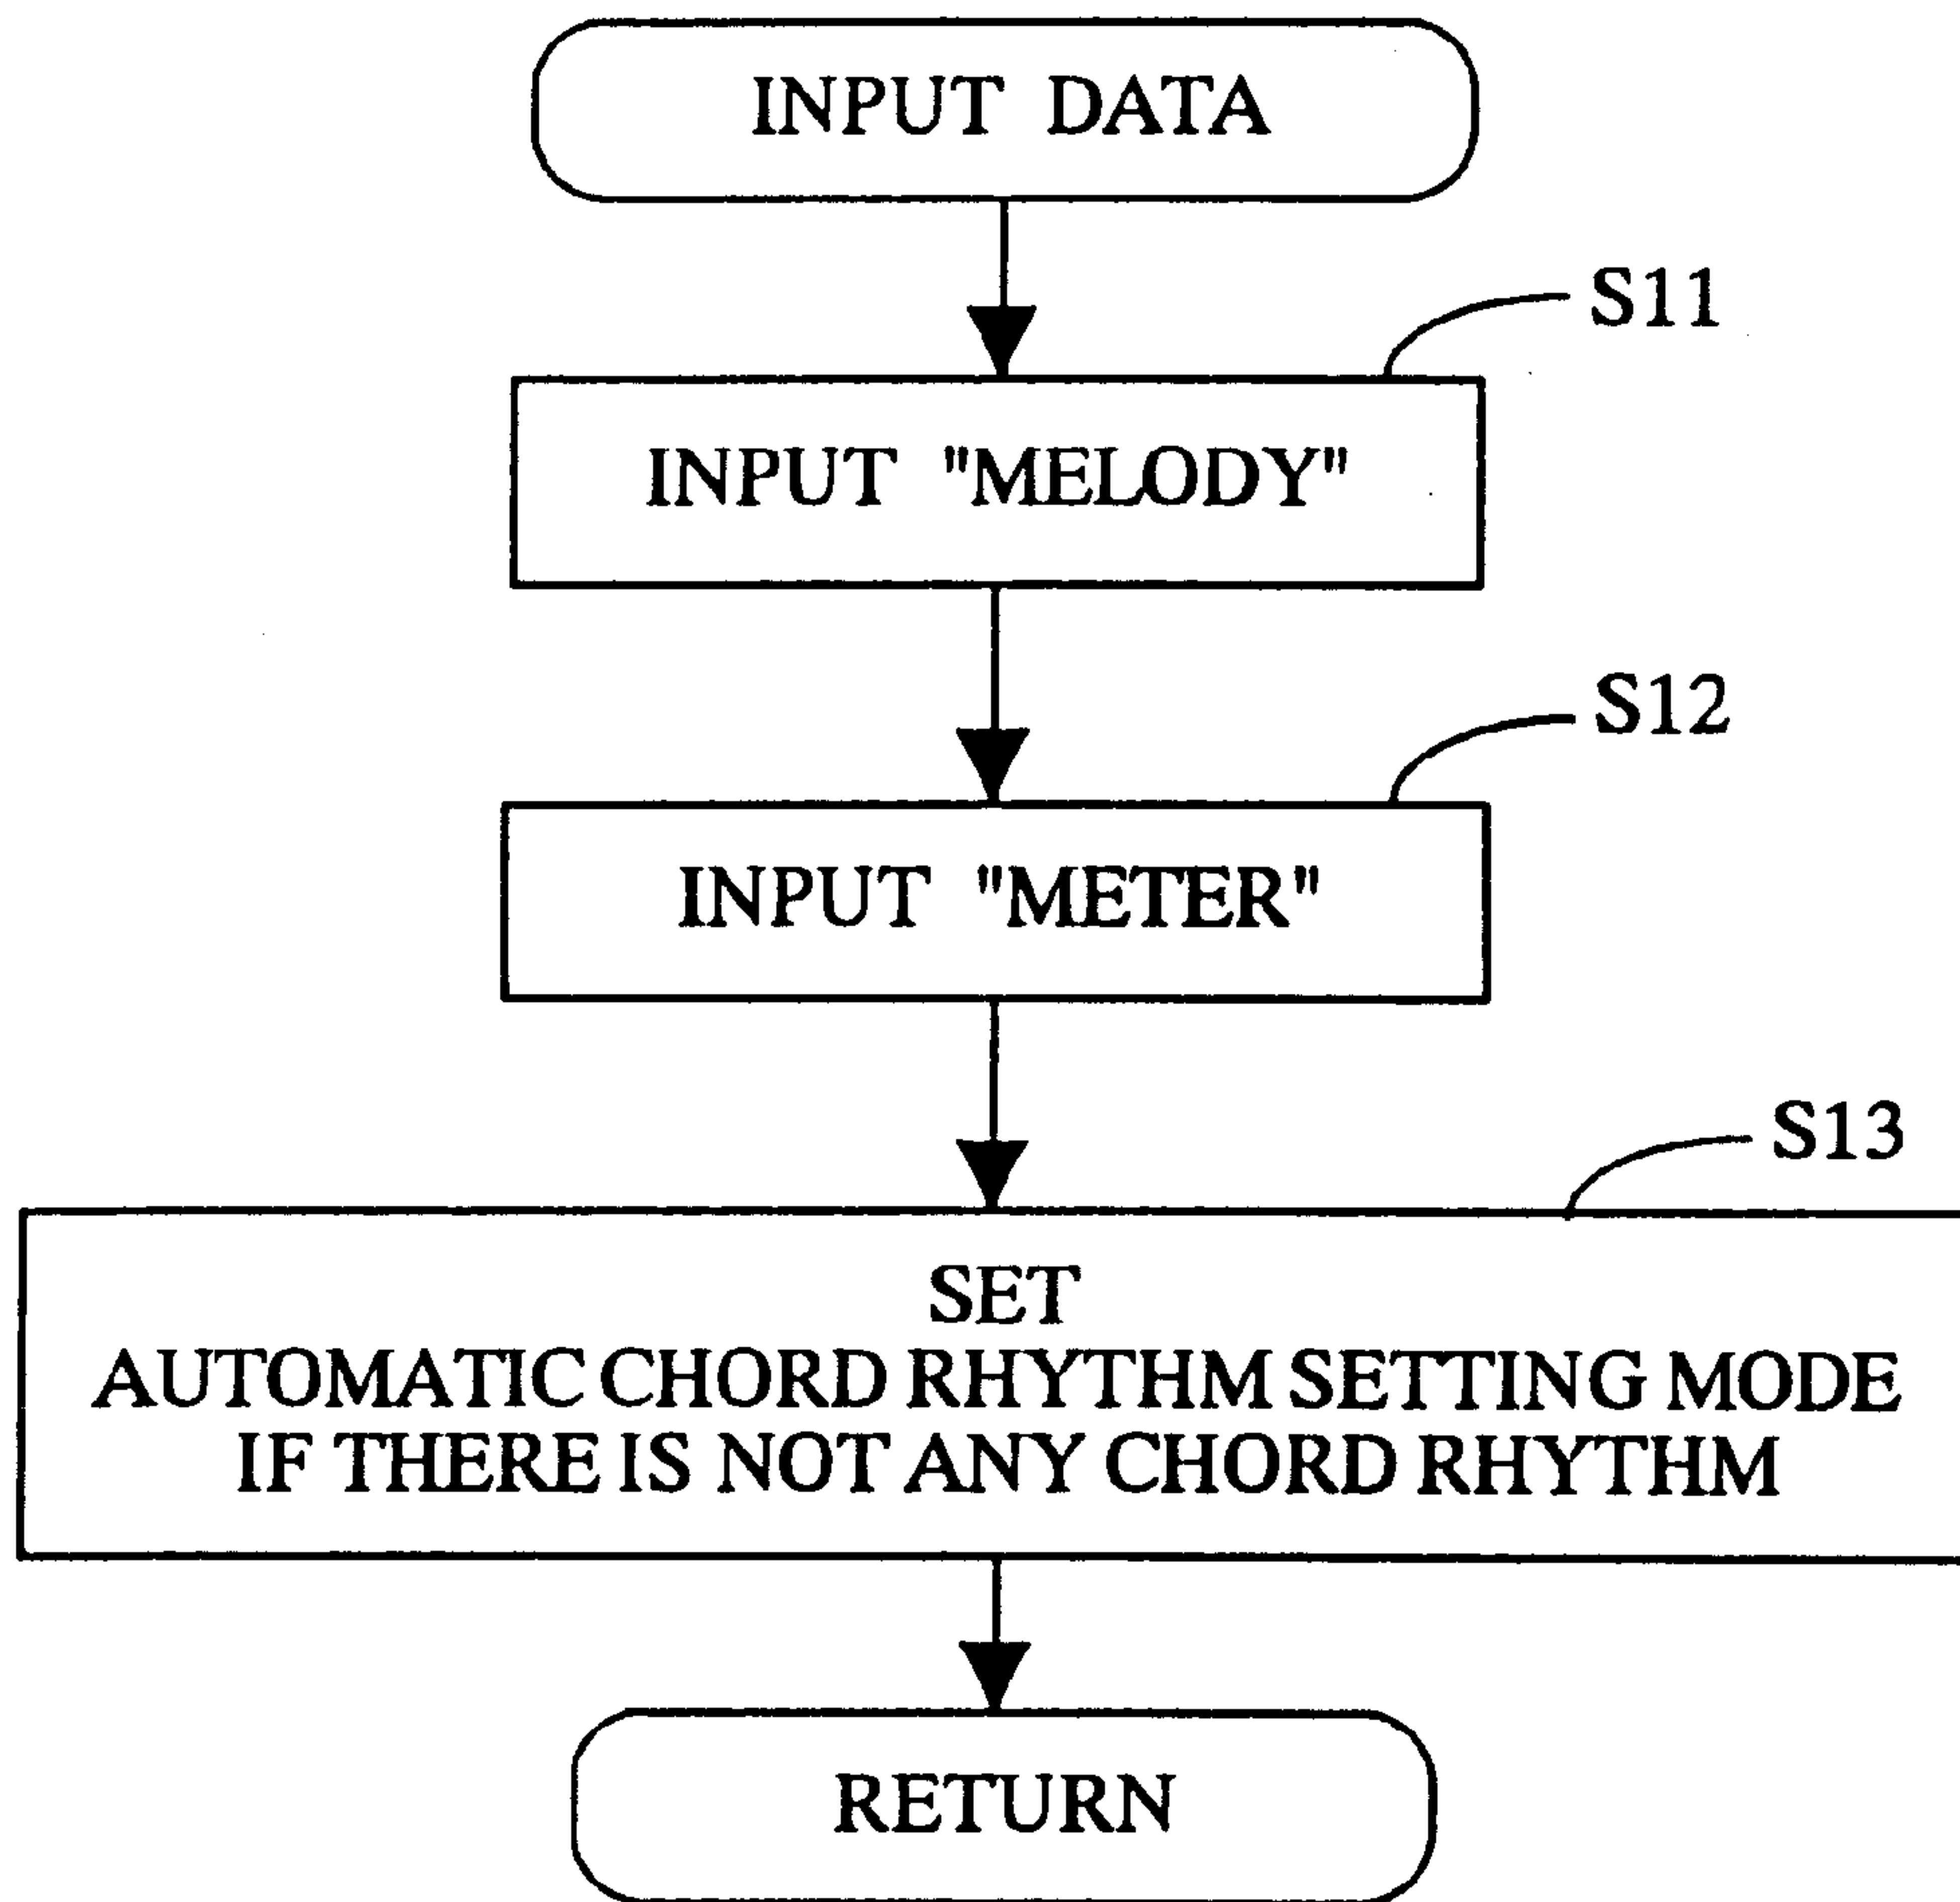 INPUT DATA
S11
INPUT "MELODY"
S12
INPUT "METER"
S13
SET
AUTOMATIC CHORD RHYTHM SETTING MODE
IF THERE IS NOT ANY CHORD RHYTHM
RETURN